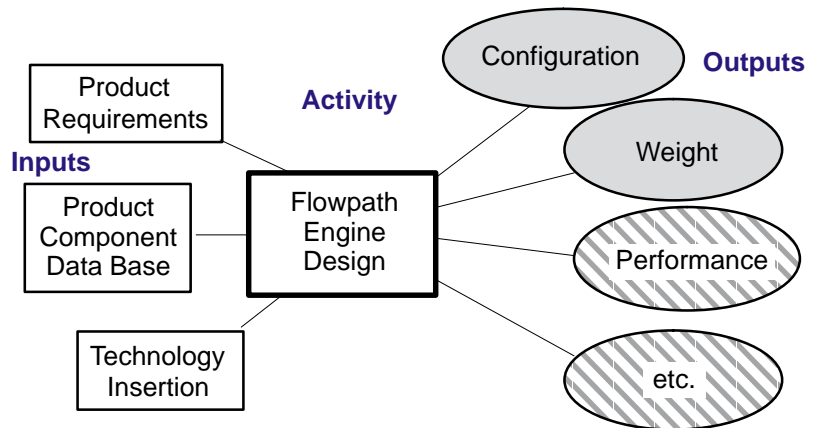 Configuration
Outputs
Product
Requirements
Activity
Inputs
Weight
Product
Component
Data Base
Flowpath
Engine
Design
Performance
Technology
Insertion
etc.